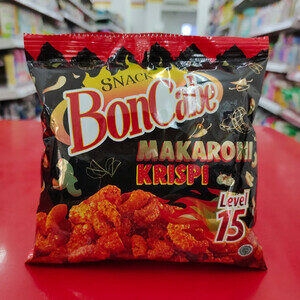 SNACK
BonCabe
MAKARONI
KRISPI
Level
15